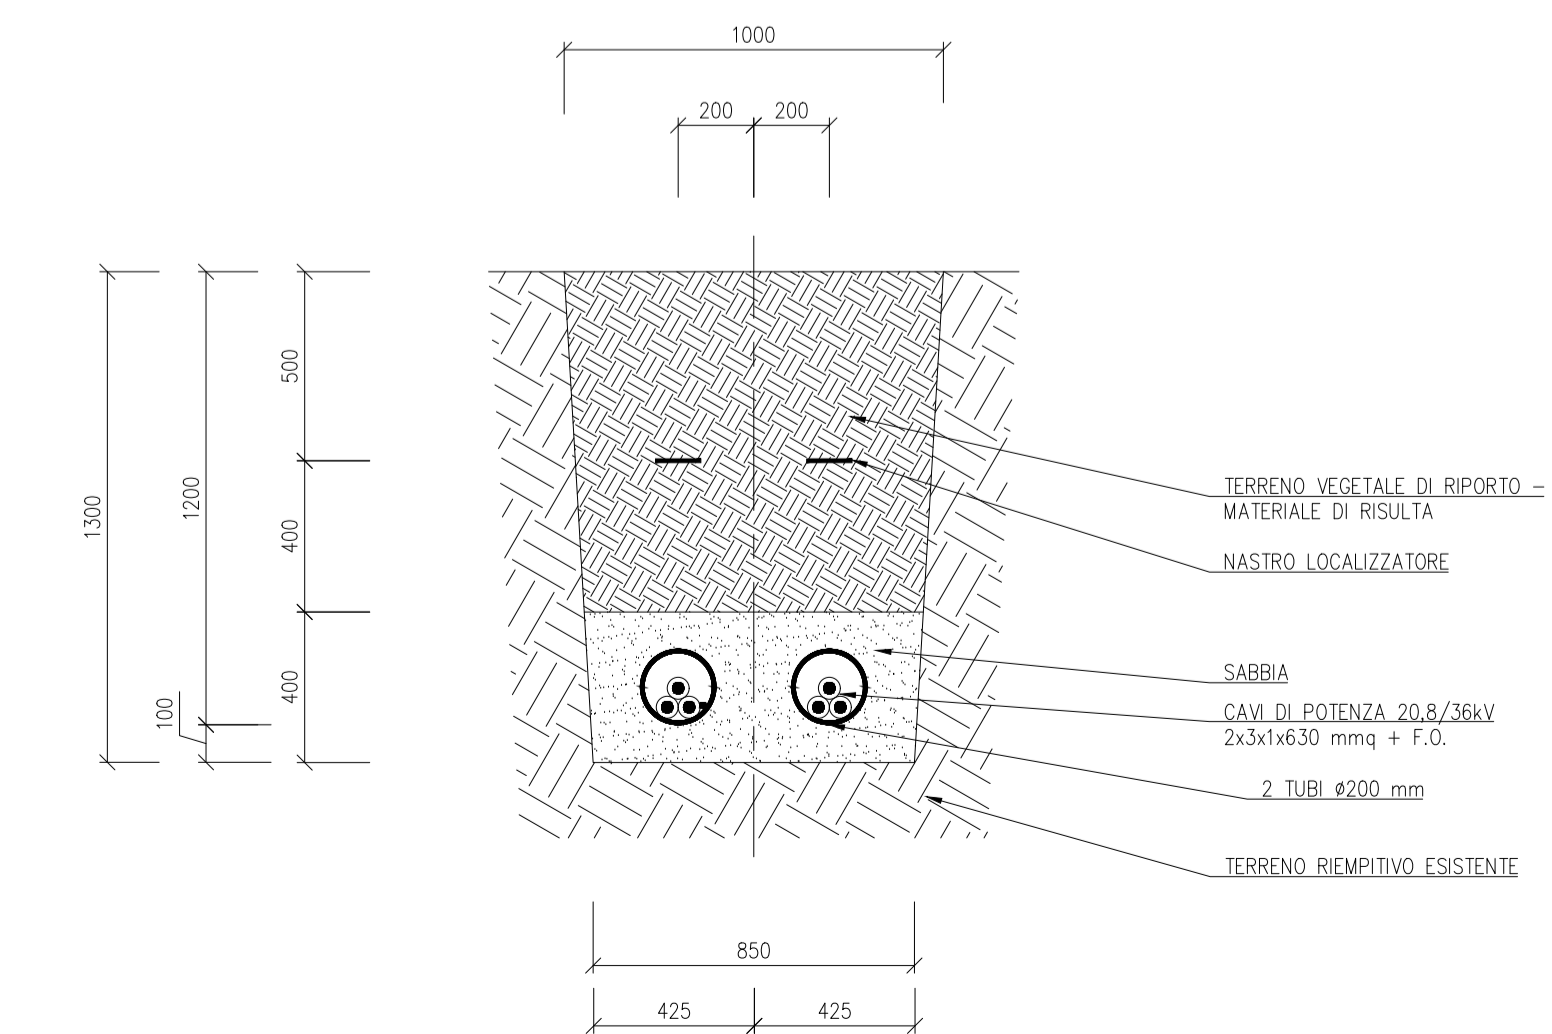 1000
200
200
500
1200
1300
400
400
100
TERRENO VEGETALE DI RIPORTO –
MATERIALE DI RISULTA
NASTRO LOCALIZZATORE
SABBIA
CAVI DI POTENZA 20,8/36kV
2x3x1x630 mmq + F.O.
2 TUBI Ø200 mm
TERRENO RIEMPITIVO ESISTENTE
850
425
425